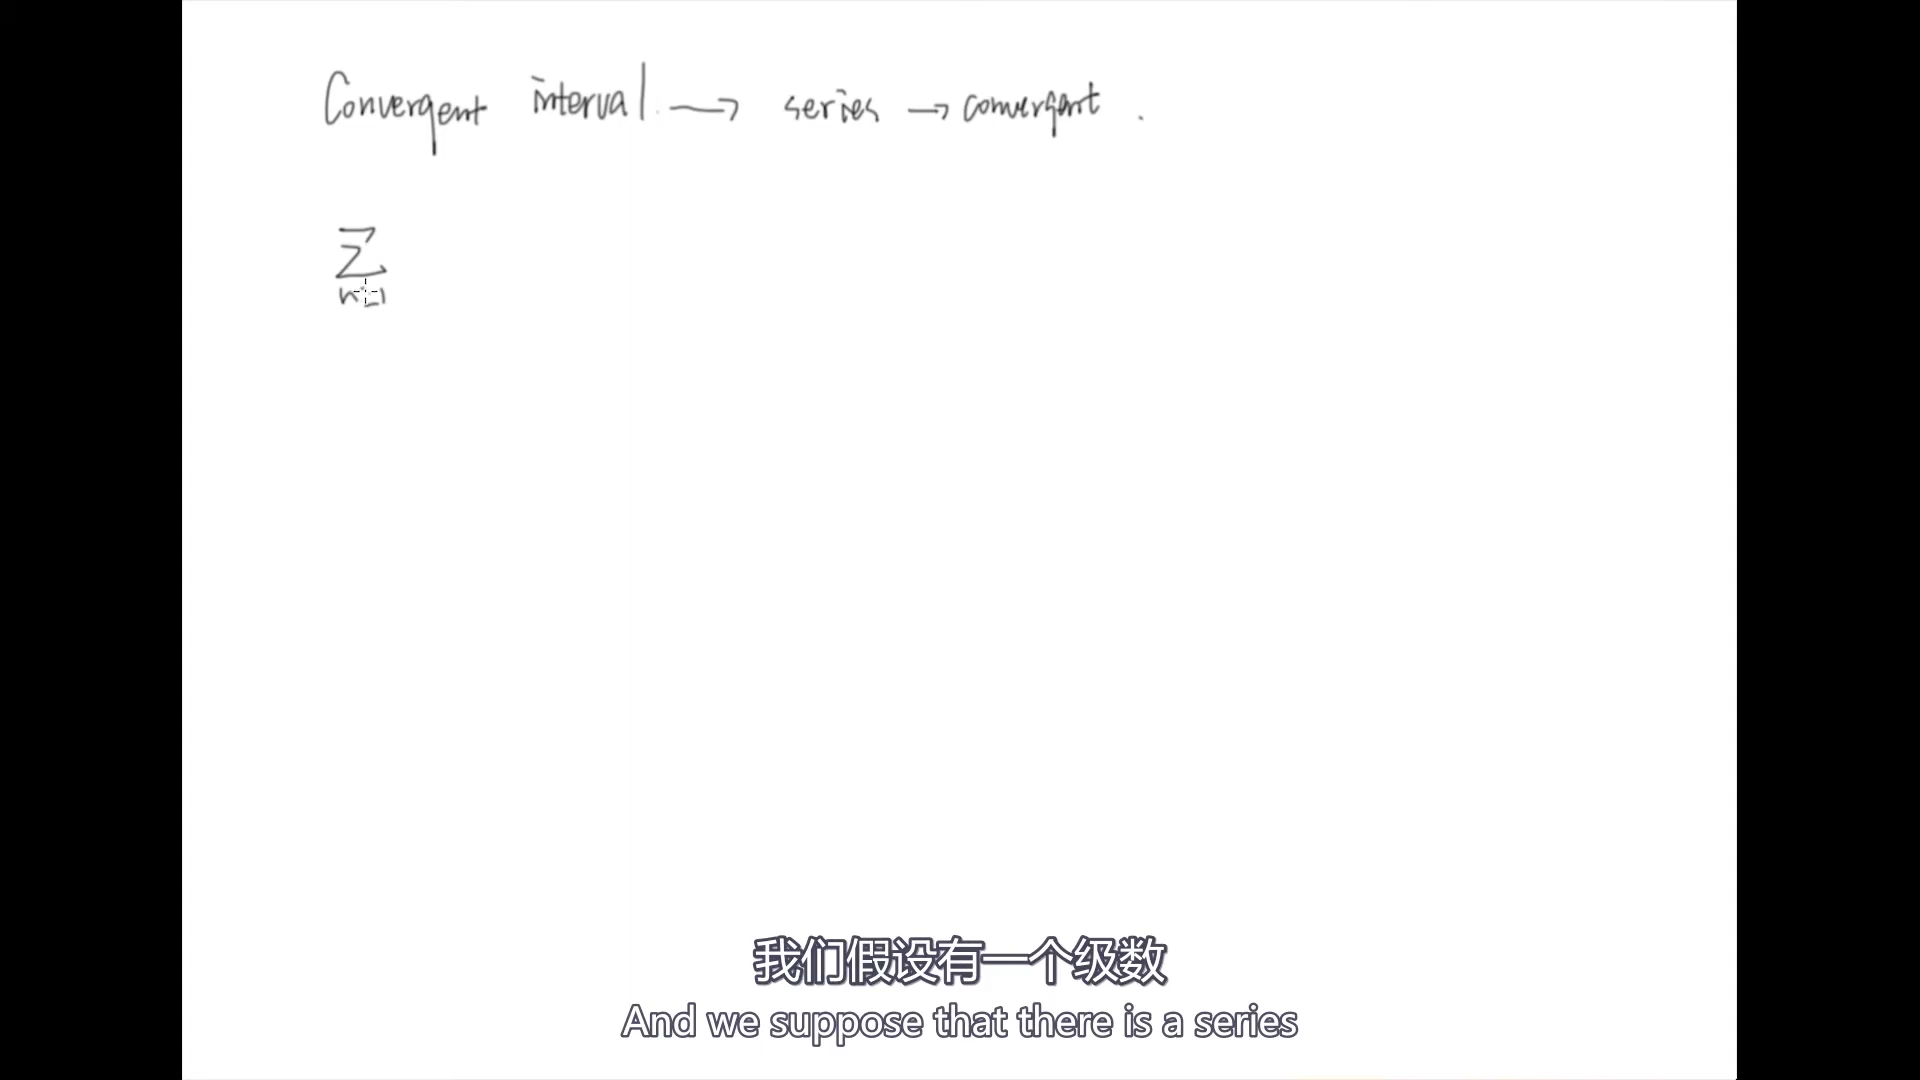 Convergent interval. → series → convergent .
∑
n=1
我们假设有一个级数
And we suppose that there is a series